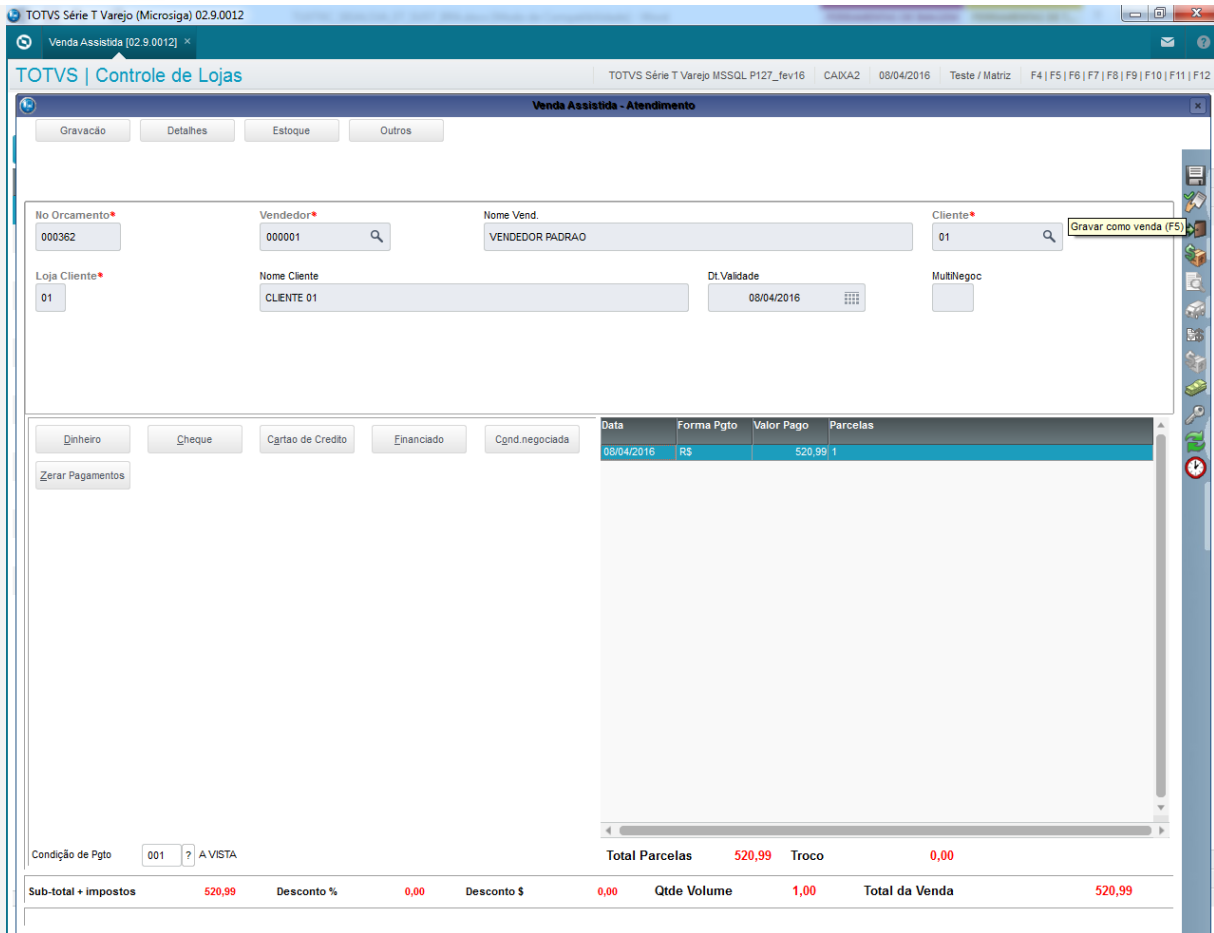 TOTVS Série T Varejo (Microsiga) 02.9.0012
Venda Assistida [02.9.0012] ×
TOTVS | Controle de Lojas
TOTVS Série T Varejo MSSQL P127_fev16 CAIXA2 08/04/2016 Teste / Matriz F4 | F5 | F6 | F7 | F8 | F9 | F10 | F11 | F12
Venda Assistida - Atendimento
Gravacão Detalhes Estoque Outros
No Orcamento* Vendedor* Nome Vend. Cliente*
000362 000001 VENDEDOR PADRAO 01
Gravar como venda (F5)
Loja Cliente* Nome Cliente Dt.Validade MultiNegoc
01 CLIENTE 01 08/04/2016
Dinheiro Cheque Cartao de Credito Financiado Cond.negociada
Zerar Pagamentos
Data Forma Pgto Valor Pago Parcelas
08/04/2016 R$ 520,99 1
Condição de Pgto 001 ? A VISTA
Total Parcelas 520,99 Troco 0,00
Sub-total + impostos 520,99 Desconto % 0,00 Desconto $ 0,00 Qtde Volume 1,00 Total da Venda 520,99